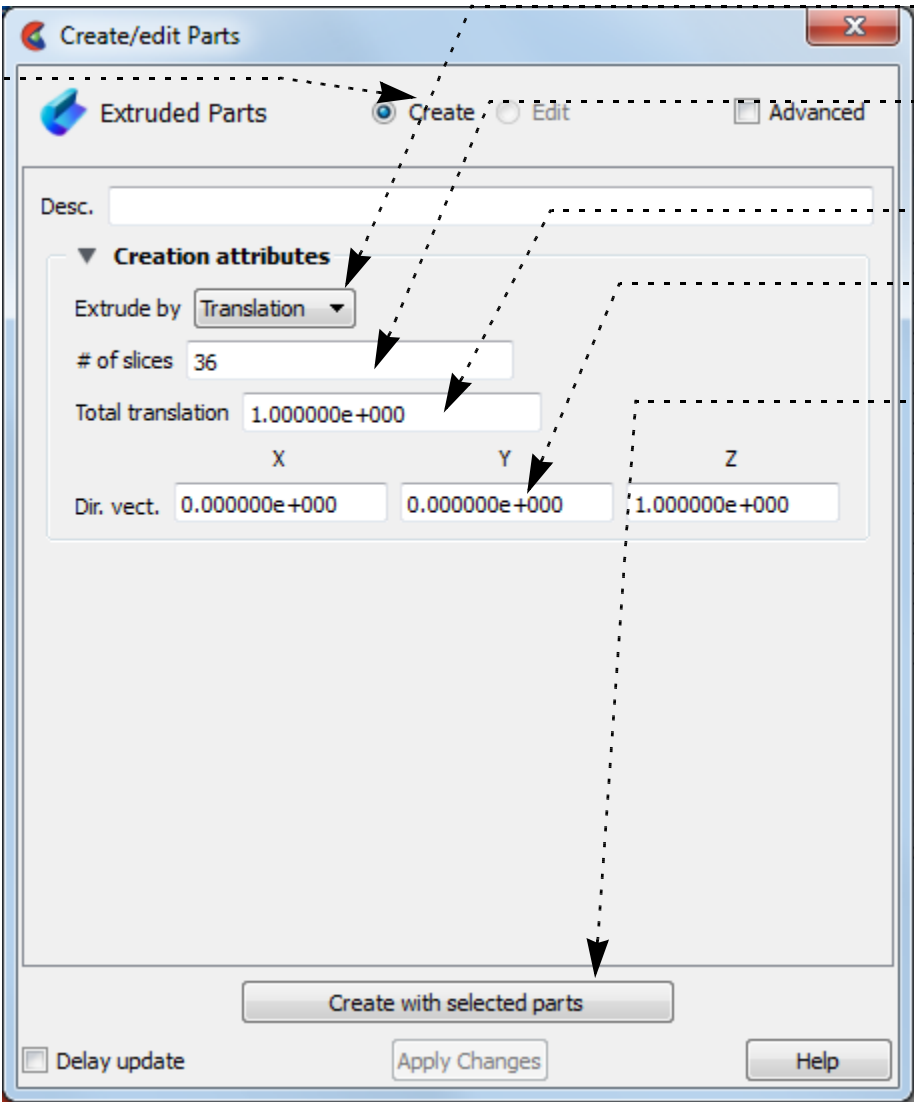 Create/edit Parts
Extruded Parts Create Edit Advanced
Desc.
Creation attributes
Extrude by Translation
# of slices 36
Total translation 1.000000e+000
X Y Z
Dir. vect. 0.000000e+000 0.000000e+000 1.000000e+000
Create with selected parts
Delay update Apply Changes Help